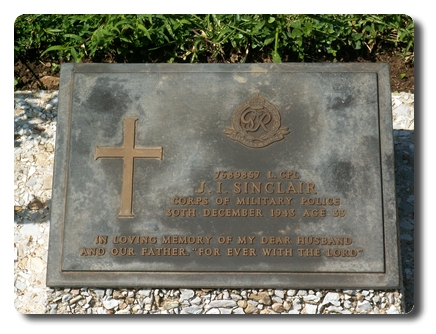 L. CPL.
J. I. SINCLAIR
CORPS OF MILITARY POLICE
30TH DECEMBER 1943 AGE
IN LOVING MEMORY OF MY DEAR HUSBAND
AND OUR FATHER. "FOR EVER WITH THE LORD"